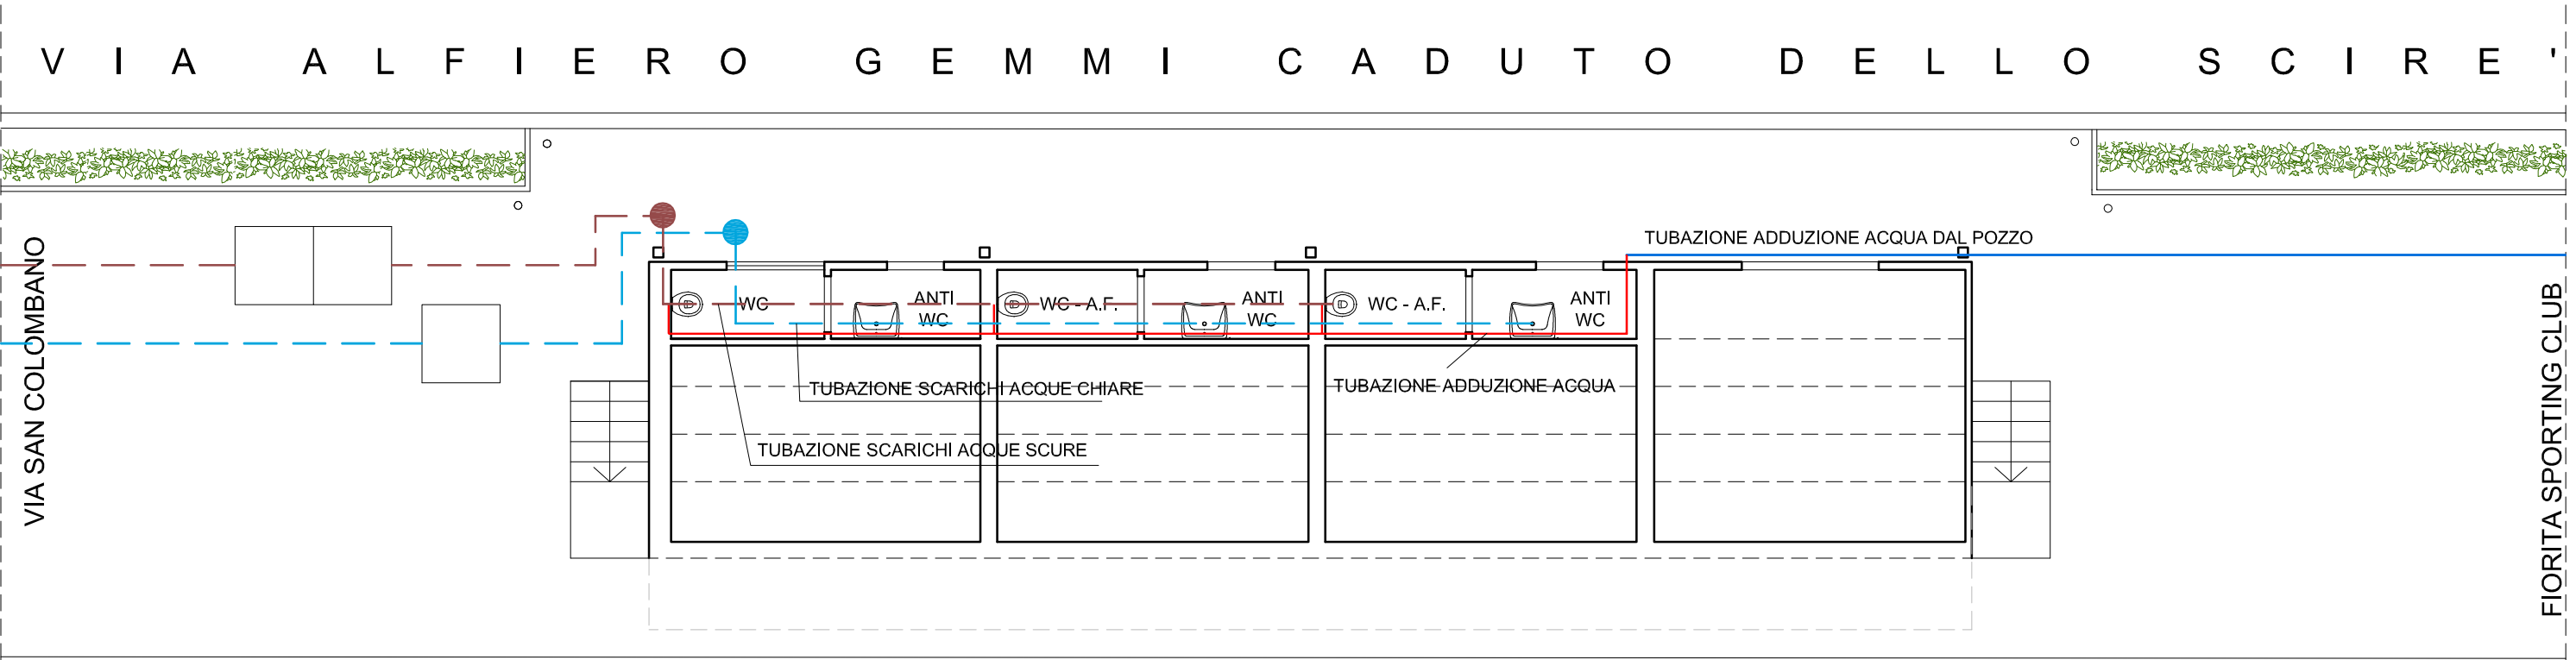 VIA ALFIERO GEMMI CADUTO DELLO SCIRE'
VIA SAN COLOMBANO
TUBAZIONE ADDUZIONE ACQUA DAL POZZO
WC
ANTI
WC
WC - A.F.
ANTI
WC
WC - A.F.
ANTI
WC
TUBAZIONE SCARICHI ACQUE CHIARE
TUBAZIONE ADDUZIONE ACQUA
TUBAZIONE SCARICHI ACQUE SCURE
FIORITA SPORTING CLUB